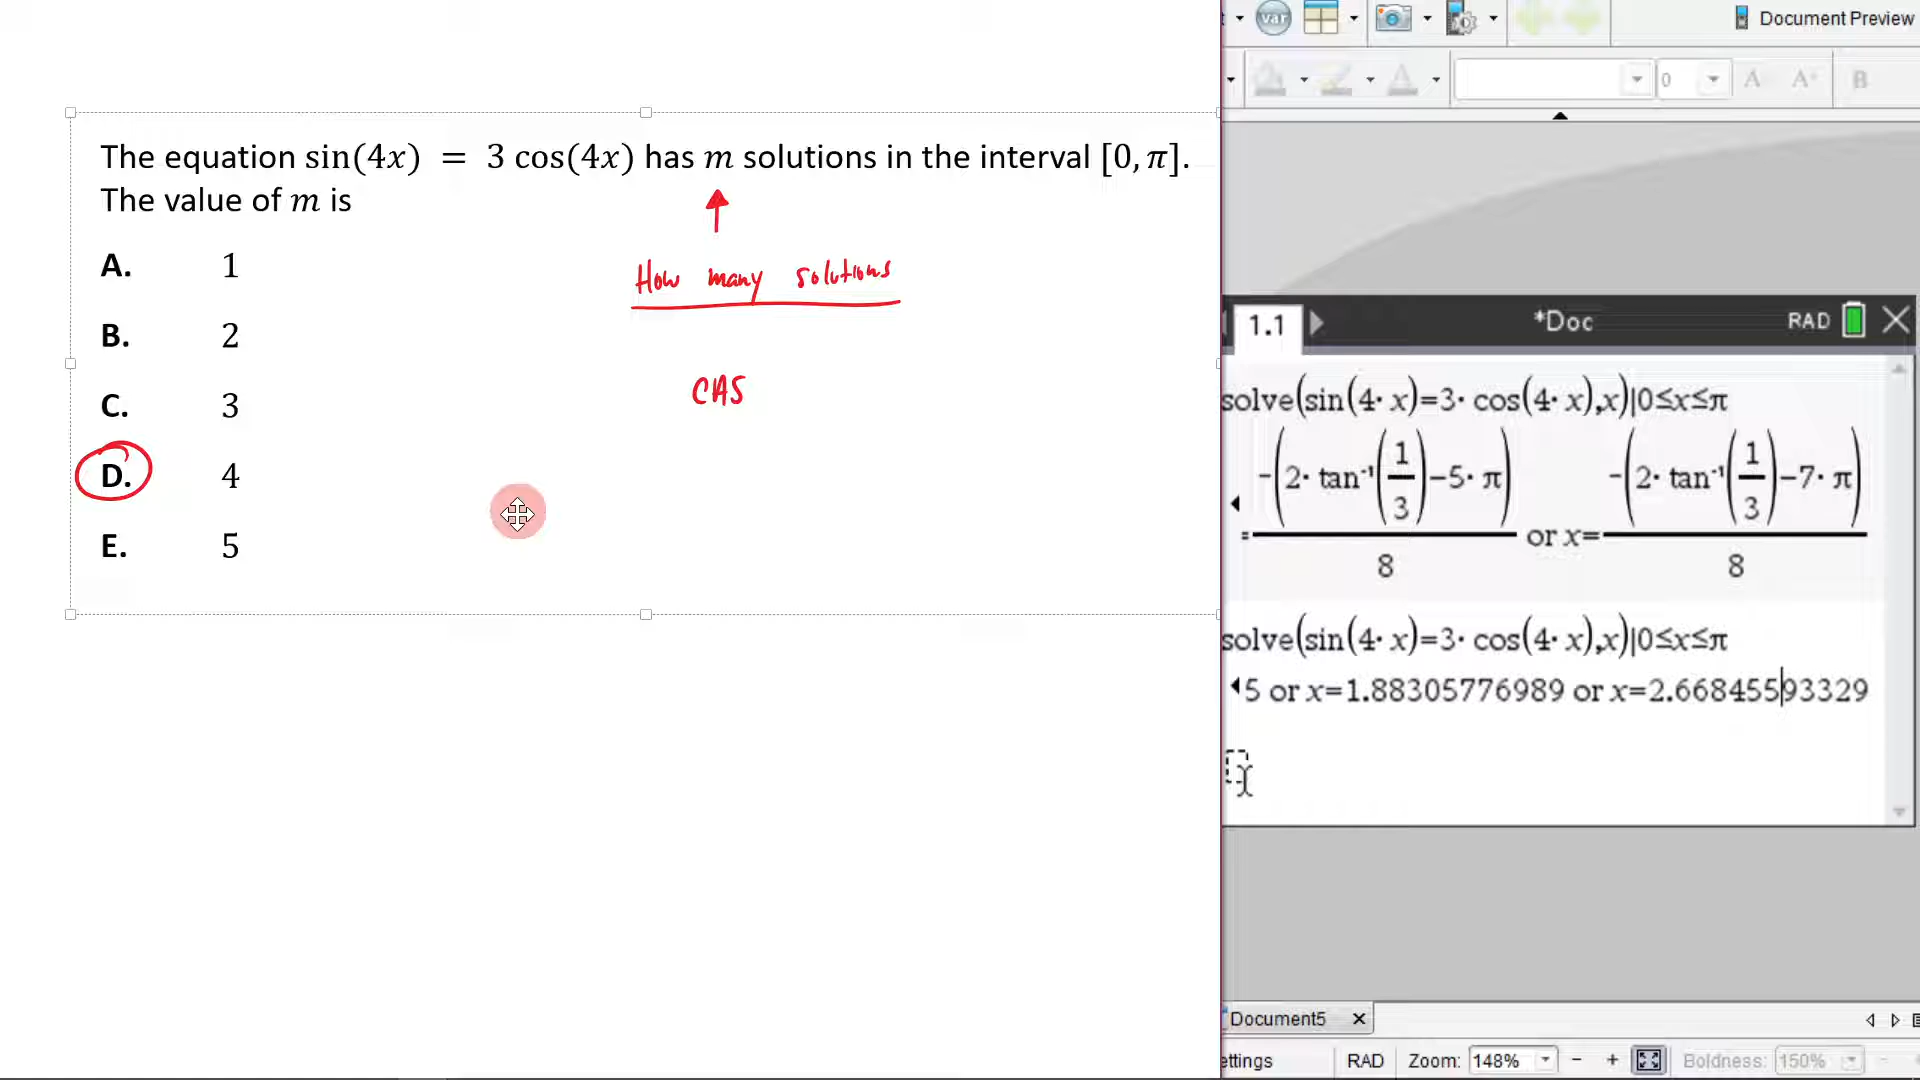 Document Preview
var
0
A
A
A
B
The equation sin(4x) = 3 cos(4x) has m solutions in the interval [0, π].
The value of m is
A. 1
B. 2
C. 3
D. 4
E. 5
How many solutions
CAS
1.1
*Doc
RAD
solve(sin(4·x)=3·cos(4·x),x)|0≤x≤π
=-(2·tan⁻¹(1/3)-5·π)/8 or x=-(2·tan⁻¹(1/3)-7·π)/8
solve(sin(4·x)=3·cos(4·x),x)|0≤x≤π
5 or x=1.88305776989 or x=2.66845593329
Document5
ettings
RAD
Zoom: 148%
Boldness: 150%